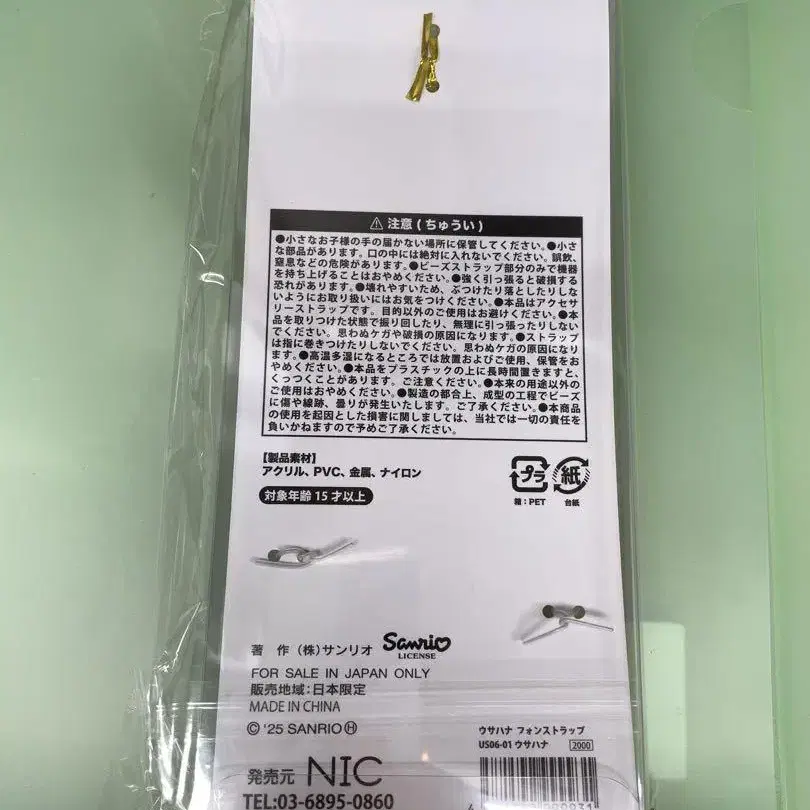 ⚠注意(ちゅうい)
●小さなお子様の手の届かない場所に保管してください。●小さ
な部品があります。口の中には絶対に入れないでください。誤飲、
窒息などの危険があります。●ビーズストラップ部分のみで機器
を持ち上げることはおやめください。●強く引っ張ると破損する
恐れがあります。●壊れやすいため、ぶつけたり落としたりしな
いようにお取り扱いにはお気をつけください。●本品はアクセサ
リーストラップです。目的以外のご使用はお避けください。●本
品を取りつけた状態で振り回したり、無理に引っ張ったりしない
でください。思わぬケガや破損の原因になります。●ストラップ
は指に巻きつけたりしないでください。思わぬケガの原因になり
ます。●高温多湿になるところでは放置およびご使用、保管をお
やめください。●本品をプラスチックの上に長時間置きますと、
くっつくことがあります。ご注意ください。●本来の用途以外の
ご使用はおやめください。●製造の都合上、成型の工程でビーズ
に傷や線跡、曇りが発生いたします。ご了承ください。●本商品
の使用を起因とした損害に関しましては、当社では一切の責任を
負いかねますので予めご了承ください。
【製品素材】
アクリル、PVC、金属、ナイロン
対象年齢15才以上
プラ 紙
箱:PET 台紙
著 作 (株)サンリオ Sanrio
LICENSE
FOR SALE IN JAPAN ONLY
販売地域:日本限定
MADE IN CHINA
© '25 SANRIO Ⓗ
発売元 NIC
TEL:03-6895-0860
ウサハナ フォンストラップ
US06-01 ウサハナ 2000